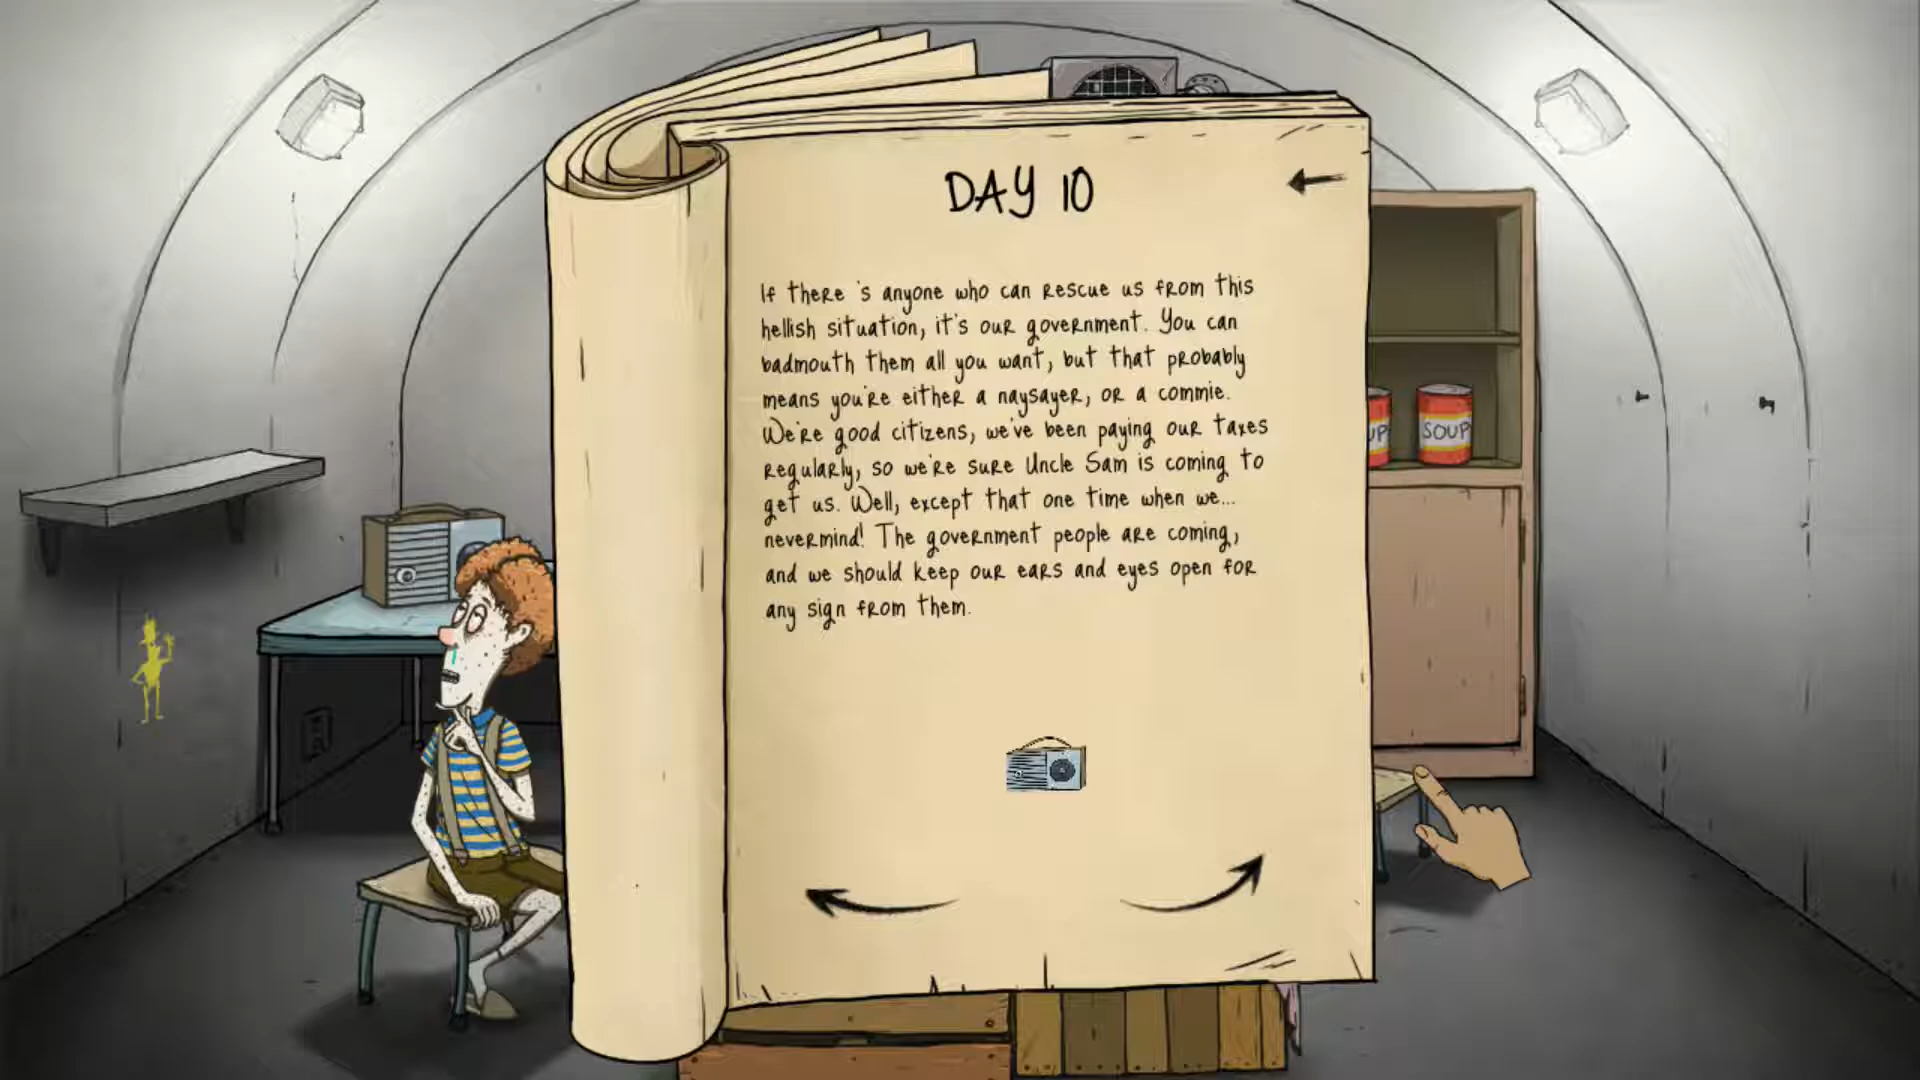 DAY 10
If there 's anyone who can rescue us from this
hellish situation, it's our government. You can
badmouth them all you want, but that probably
means you're either a naysayer, or a commie.
We're good citizens, we've been paying our taxes
regularly, so we're sure Uncle Sam is coming to
get us. Well, except that one time when we...
nevermind! The government people are coming,
and we should keep our ears and eyes open for
any sign from them.
UP
SOUP